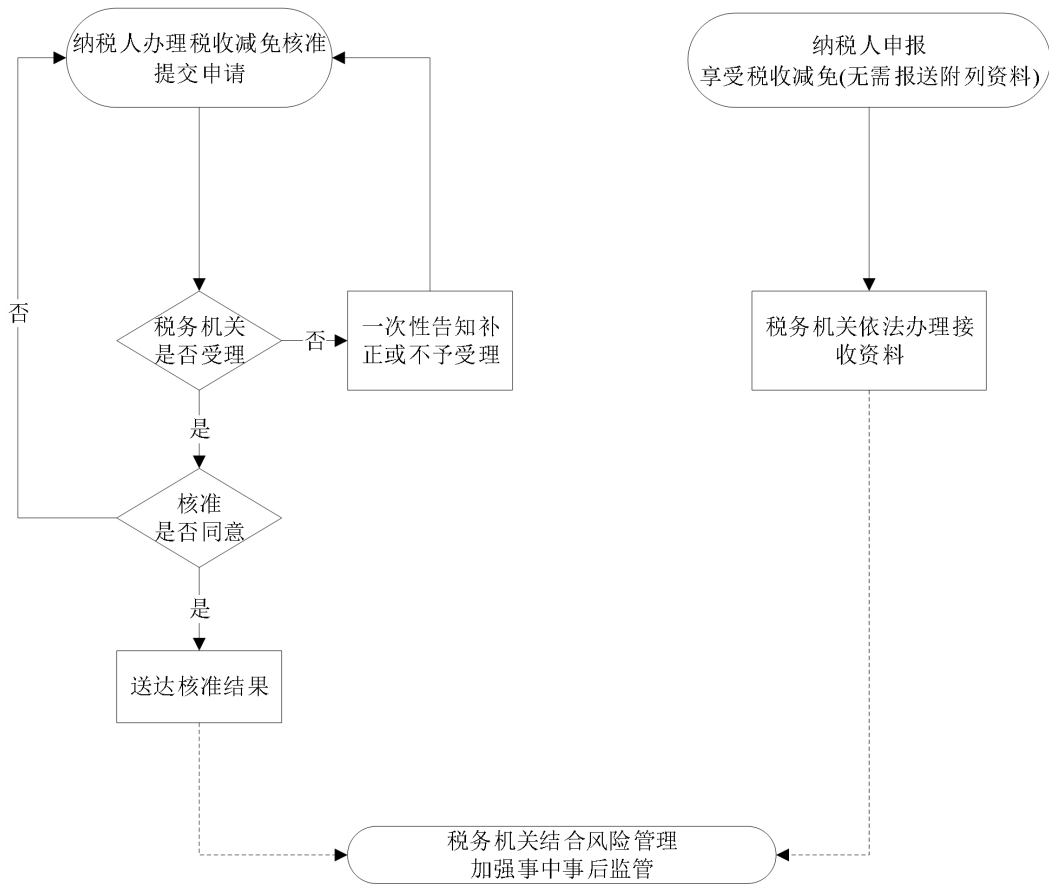 纳税人办理税收减免核准
提交申请
纳税人申报
享受税收减免(无需报送附列资料)
否
税务机关
是否受理
否
一次性告知补
正或不予受理
税务机关依法办理接
收资料
是
核准
是否同意
是
送达核准结果
税务机关结合风险管理
加强事中事后监管